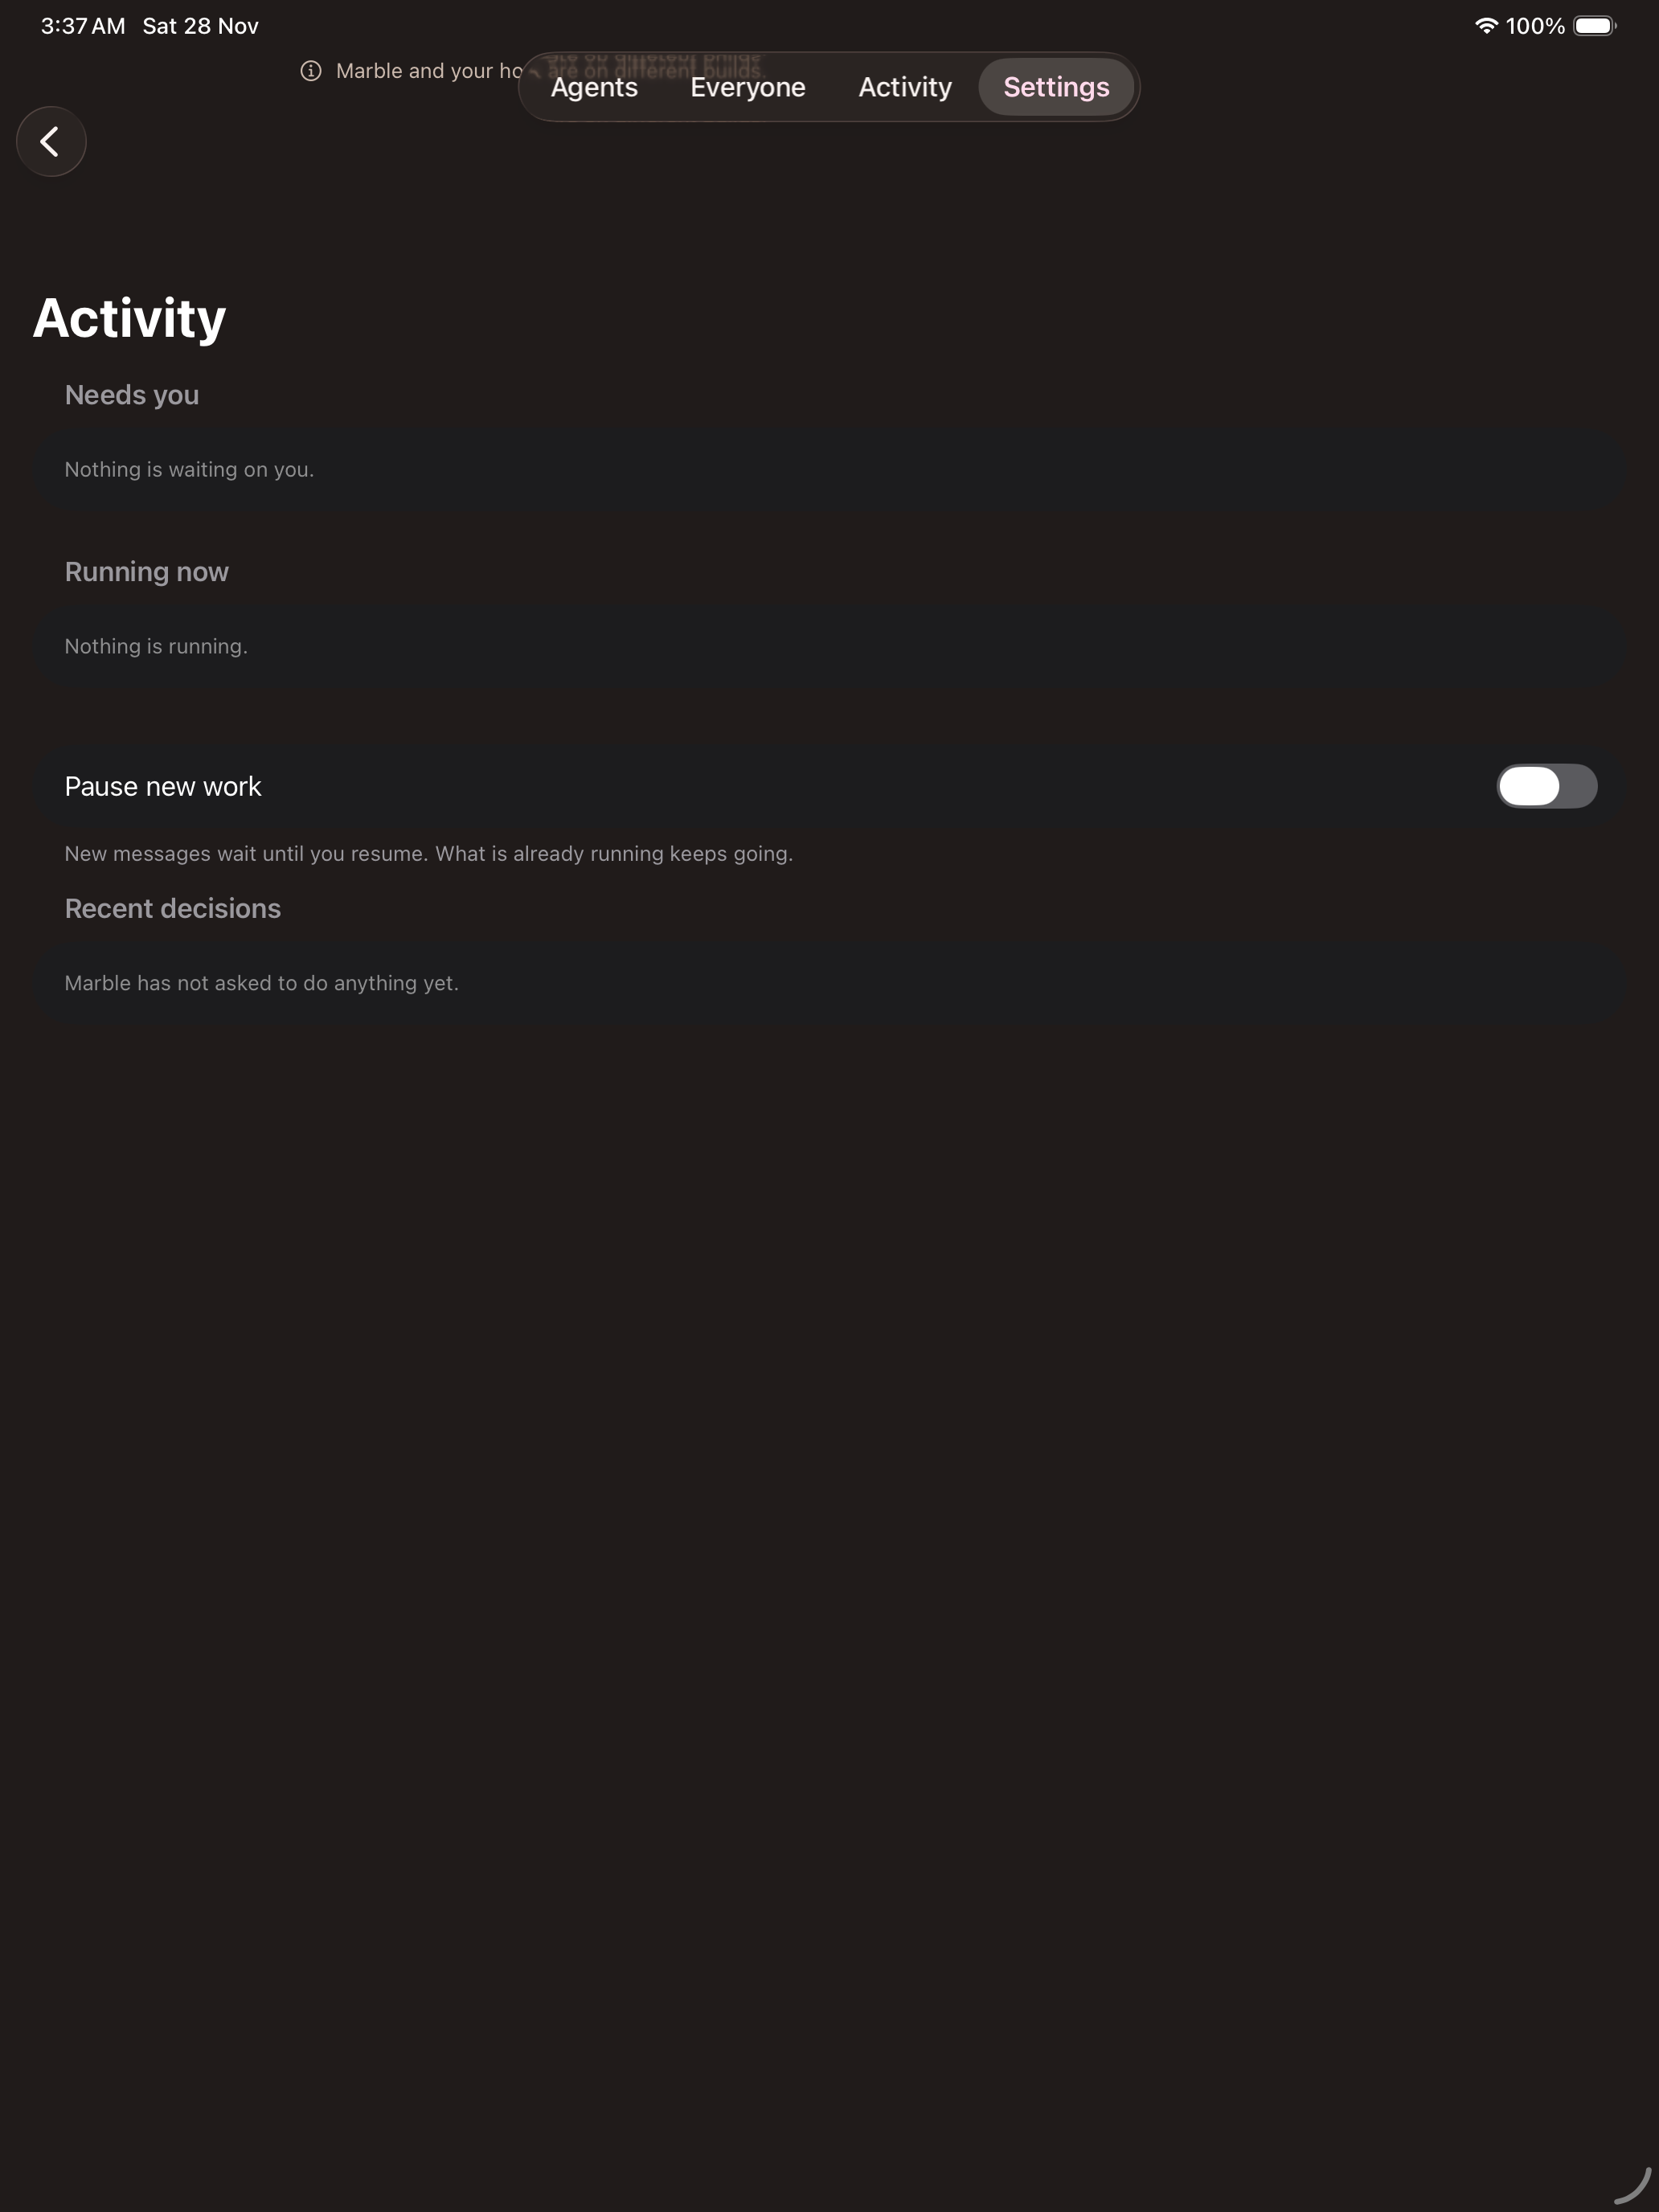 3:37 AM Sat 28 Nov
100%
Marble and your ho are on different builds.
Agents Everyone Activity Settings
Activity
Needs you
Nothing is waiting on you.
Running now
Nothing is running.
Pause new work
New messages wait until you resume. What is already running keeps going.
Recent decisions
Marble has not asked to do anything yet.